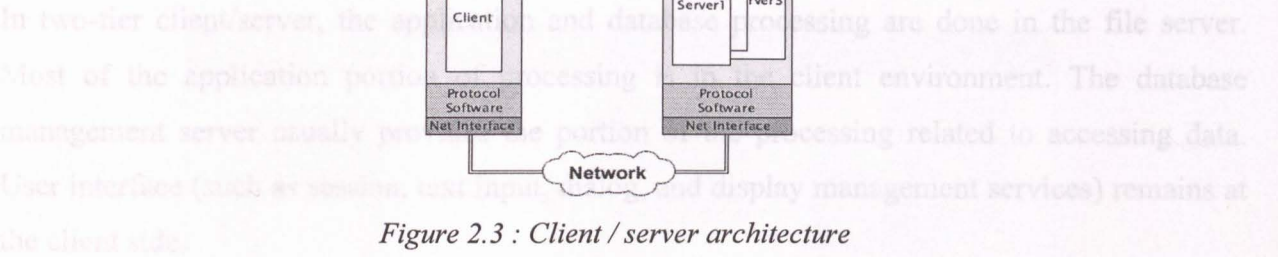 In two-tier client/server, the application and database processing are done in the file server.
Client Server1
Most of the application portion of processing is in the client environment. The database
Protocol Protocol
Software Software
management server usually provides the portion of the processing related to accessing data.
Net Interface Net Interface
User interface (such as session, text input, dialog, and display management services) remains at
Network
the client side.
Figure 2.3 : Client / server architecture